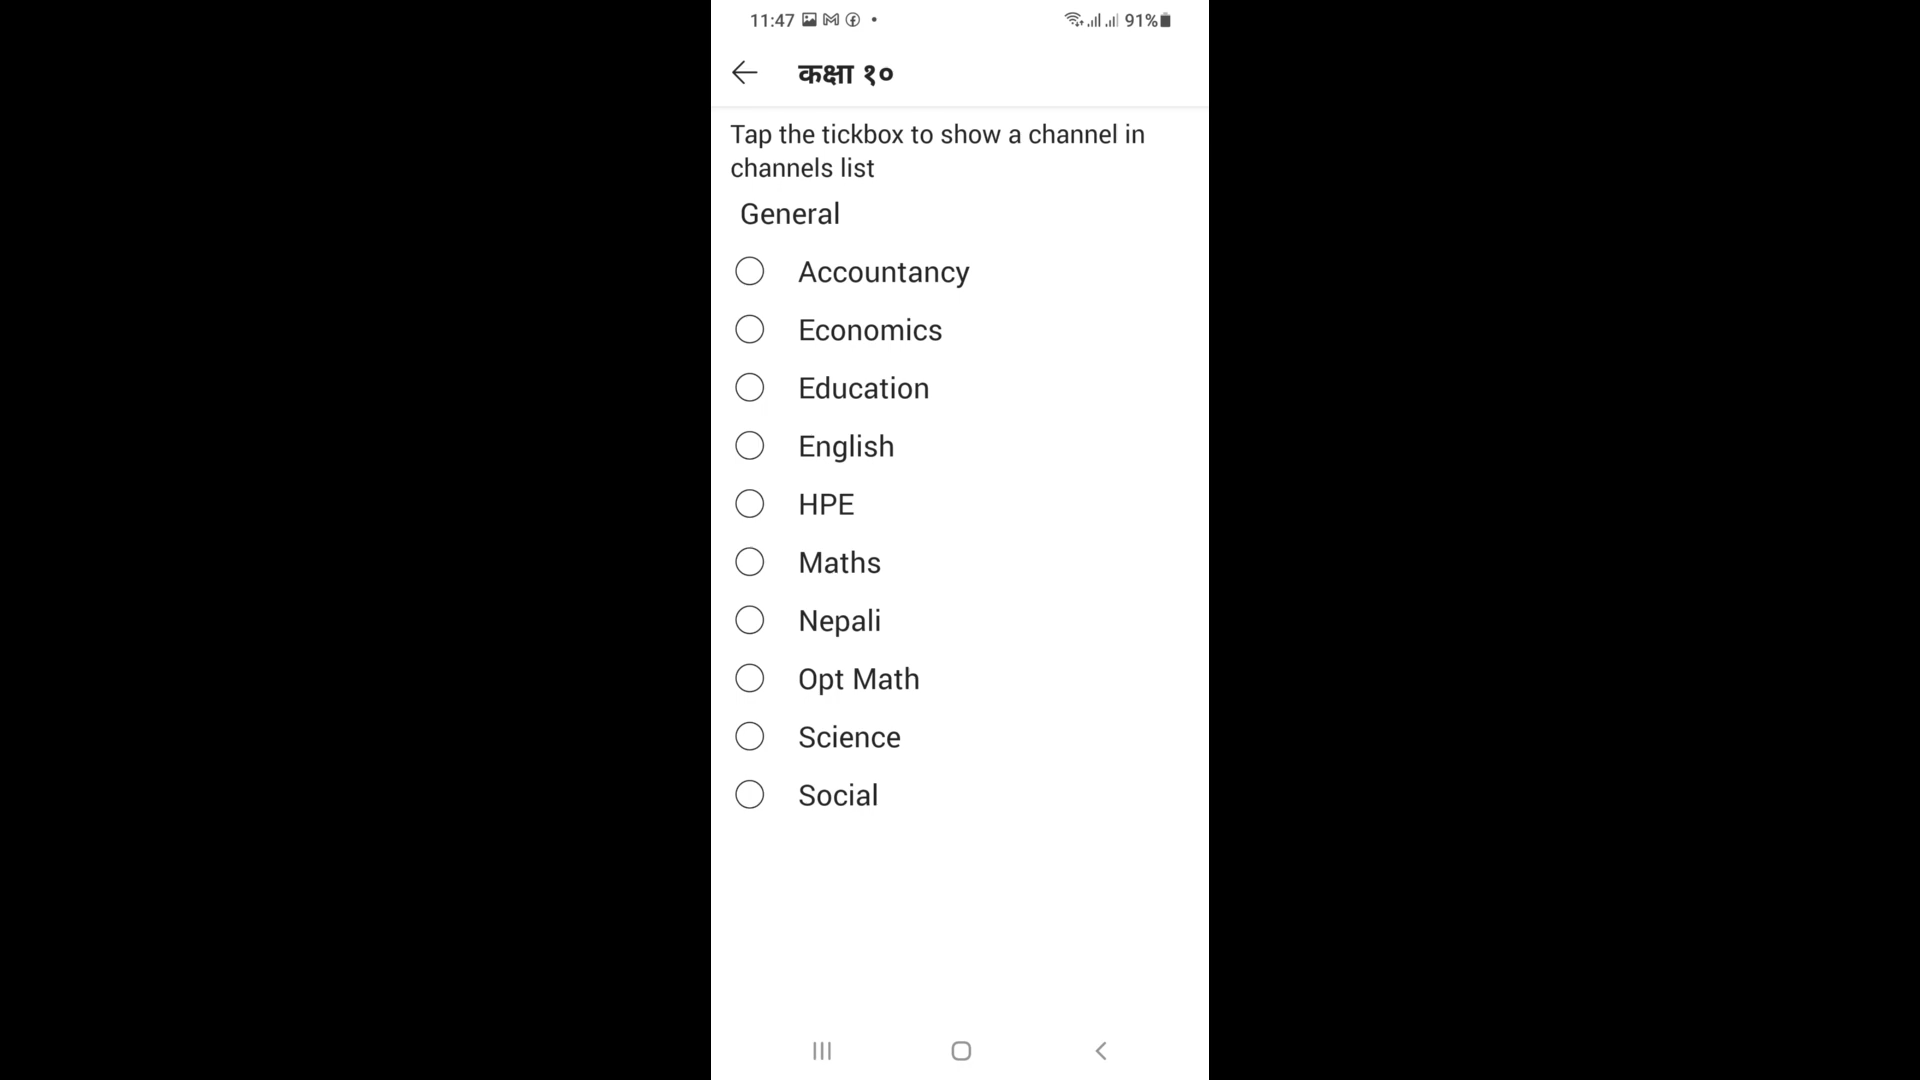 11:47 91%
कक्षा १०
Tap the tickbox to show a channel in
channels list
General
Accountancy
Economics
Education
English
HPE
Maths
Nepali
Opt Math
Science
Social